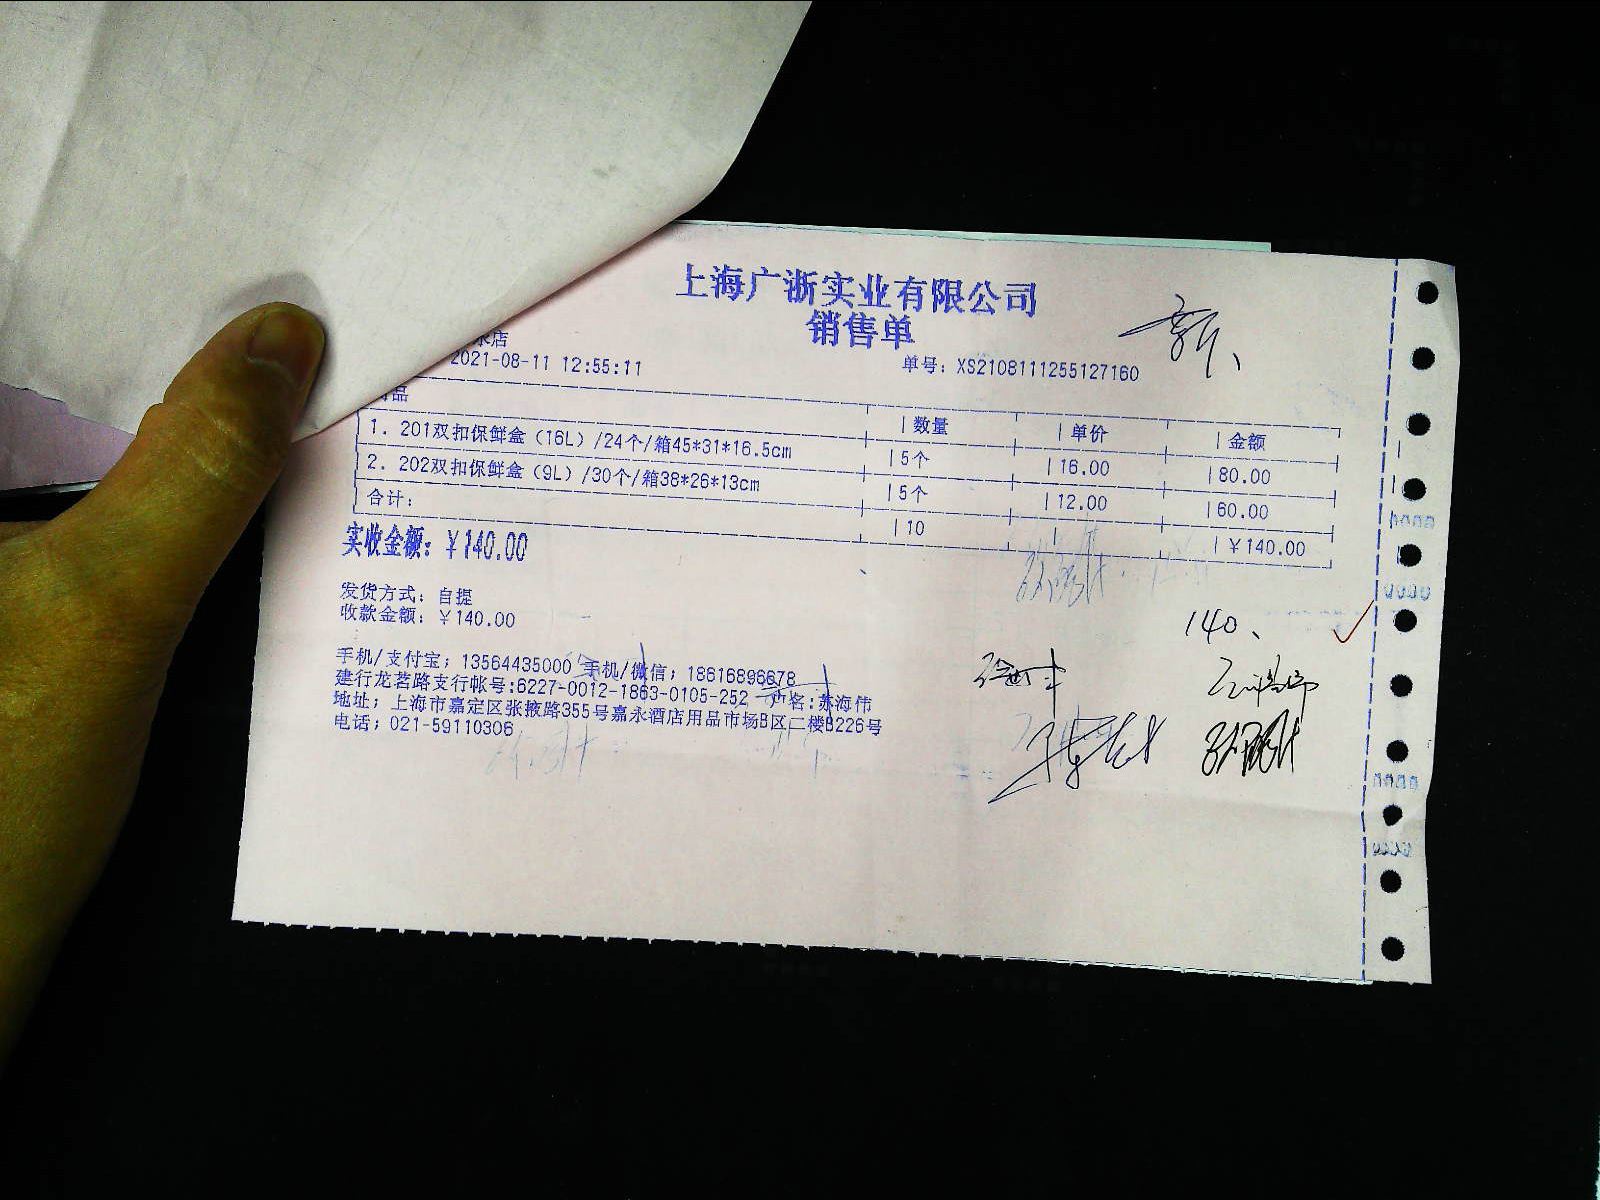 上海广浙实业有限公司
销售单
永店
2021-08-11 12:55:11
单号: XS2108111255127160
品 | 数量 | 单价 | 金额
1. 201双扣保鲜盒（16L）/24个/箱45*31*16.5cm | 5个 | 16.00 | 80.00
2. 202双扣保鲜盒（9L）/30个/箱38*26*13cm | 5个 | 12.00 | 60.00
合计: | 10 | | ￥140.00
实收金额: ￥140.00
发货方式: 自提
收款金额: ￥140.00
140、
手机/支付宝; 13564435000 手机/微信; 18616896678
建行龙茗路支行帐号:6227-0012-1863-0105-252 户名:苏海伟
地址; 上海市嘉定区张掖路355号嘉永酒店用品市场B区二楼B226号
电话; 021-59110306